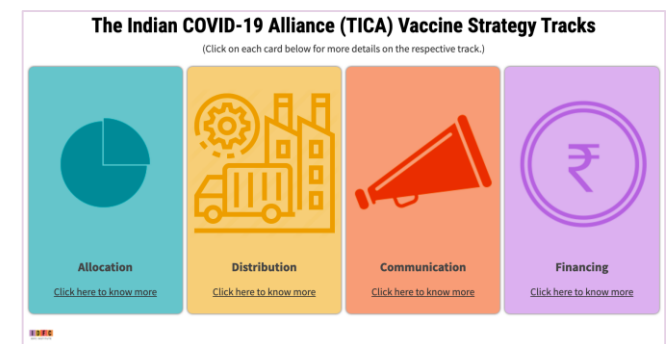 The Indian COVID-19 Alliance (TICA) Vaccine Strategy Tracks
(Click on each card below for more details on the respective track.)
₹
Allocation
Distribution
Communication
Financing
Click here to know more
Click here to know more
Click here to know more
Click here to know more